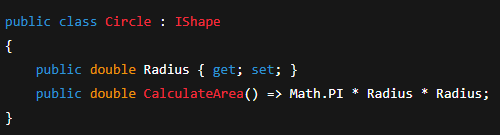 public class Circle : IShape
{
    public double Radius { get; set; }
    public double CalculateArea() => Math.PI * Radius * Radius;
}